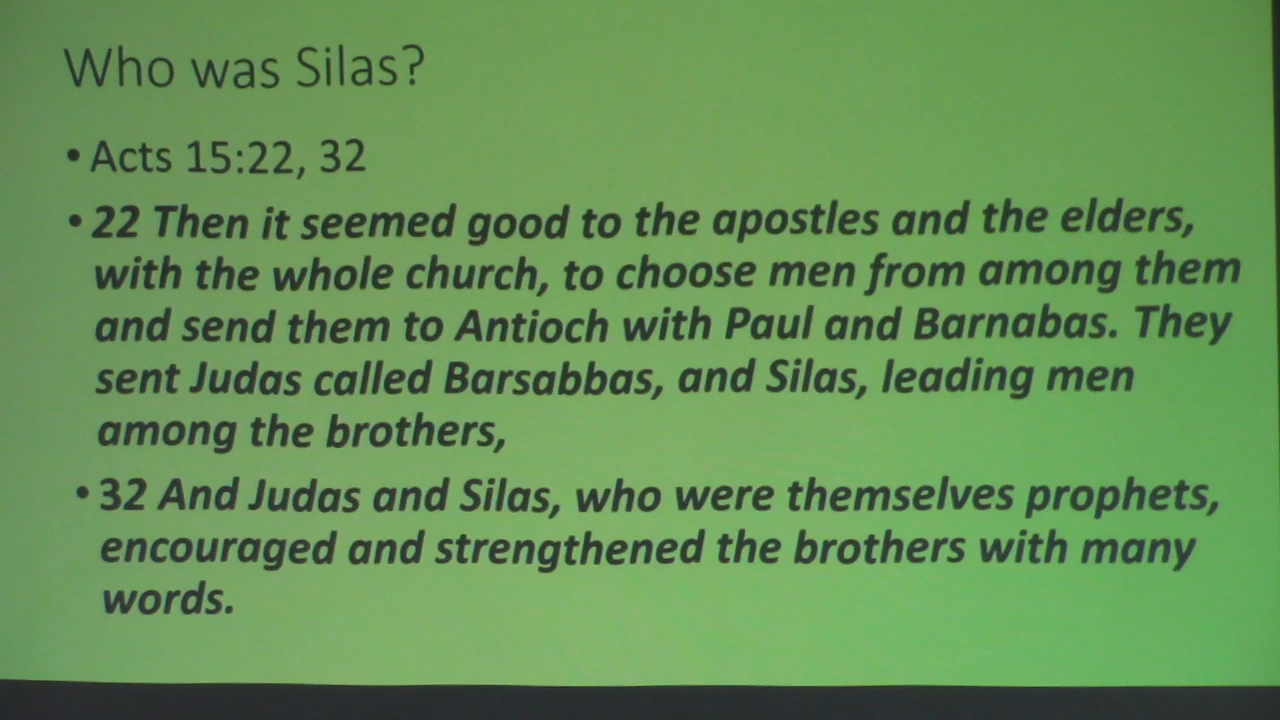 Who was Silas?
• Acts 15:22, 32
• 22 Then it seemed good to the apostles and the elders,
with the whole church, to choose men from among them
and send them to Antioch with Paul and Barnabas. They
sent Judas called Barsabbas, and Silas, leading men
among the brothers,
• 32 And Judas and Silas, who were themselves prophets,
encouraged and strengthened the brothers with many
words.